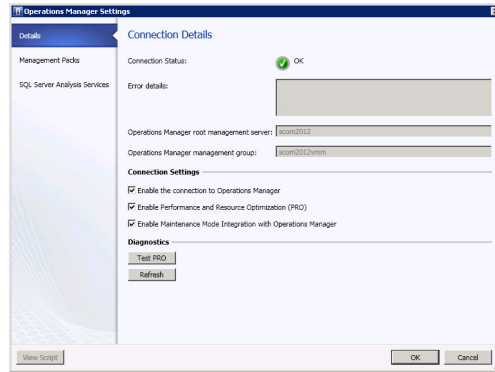 Operations Manager Settings
Details
Management Packs
SQL Server Analysis Services
Connection Details
Connection Status:
OK
Error details:
Operations Manager root management server: scom2012
Operations Manager management group: scom2012vmm
Connection Settings
Enable the connection to Operations Manager
Enable Performance and Resource Optimization (PRO)
Enable Maintenance Mode Integration with Operations Manager
Diagnostics
Test PRO
Refresh
View Script
OK
Cancel